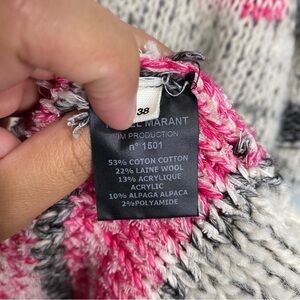 38
MARANT
PRODUCTION
n° 1501
53% COTON COTTON
22% LAINE WOOL
13% ACRYLIQUE
ACRYLIC
10% ALPAGA ALPACA
2%POLYAMIDE